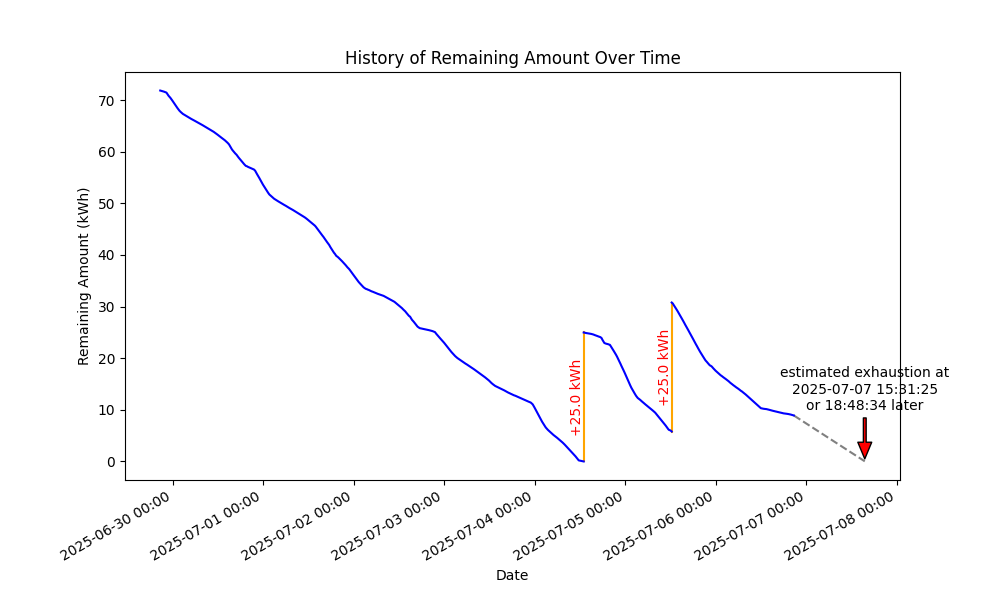 History of Remaining Amount Over Time
Remaining Amount (kWh)
70
60
50
40
30
20
10
0
+25.0 kWh
+25.0 kWh
estimated exhaustion at
2025-07-07 15:31:25
or 18:48:34 later
2025-06-30 00:00
2025-07-01 00:00
2025-07-02 00:00
2025-07-03 00:00
2025-07-04 00:00
2025-07-05 00:00
2025-07-06 00:00
2025-07-07 00:00
2025-07-08 00:00
Date